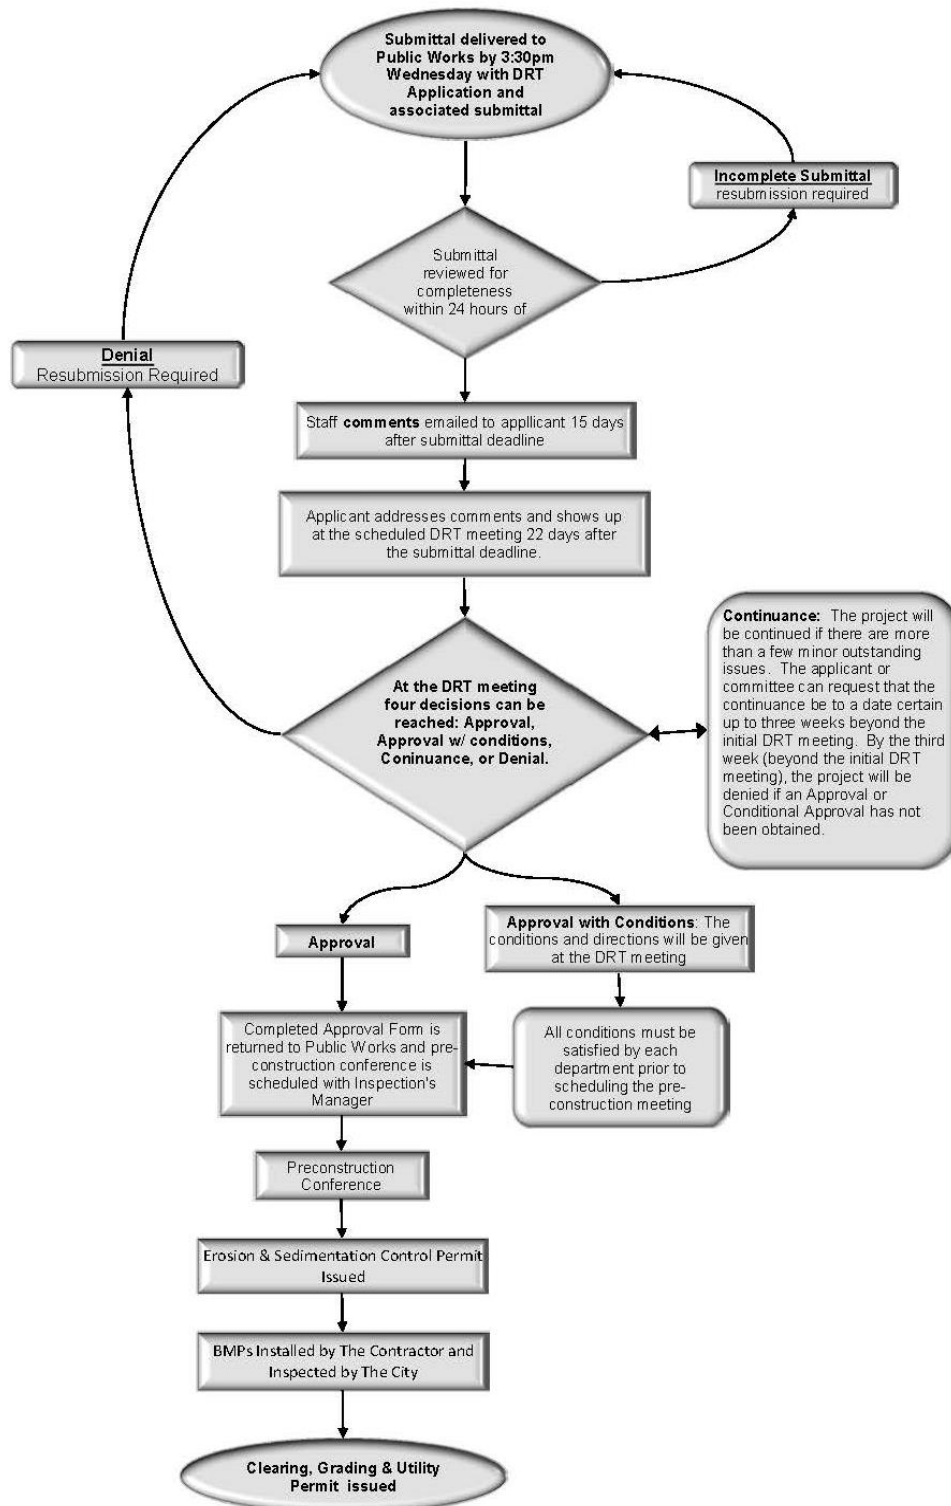 Submittal delivered to
Public Works by 3:30pm
Wednesday with DRT
Application and
associated submittal
Incomplete Submittal
resubmission required
Submittal
reviewed for
completeness
within 24 hours of
Denial
Resubmission Required
Staff comments emailed to appllicant 15 days
after submittal deadline
Applicant addresses comments and shows up
at the scheduled DRT meeting 22 days after
the submittal deadline.
At the DRT meeting
four decisions can be
reached: Approval,
Approval w/ conditions,
Coninuance, or Denial.
Continuance: The project will
be continued if there are more
than a few minor outstanding
issues. The applicant or
committee can request that the
continuance be to a date certain
up to three weeks beyond the
initial DRT meeting. By the third
week (beyond the initial DRT
meeting), the project will be
denied if an Approval or
Conditional Approval has not
been obtained.
Approval
Approval with Conditions: The
conditions and directions will be given
at the DRT meeting
Completed Approval Form is
returned to Public Works and pre-
construction conference is
scheduled with Inspection's
Manager
All conditions must be
satisfied by each
department prior to
scheduling the pre-
construction meeting
Preconstruction
Conference
Erosion & Sedimentation Control Permit
Issued
BMPs Installed by The Contractor and
Inspected by The City
Clearing, Grading & Utility
Permit issued